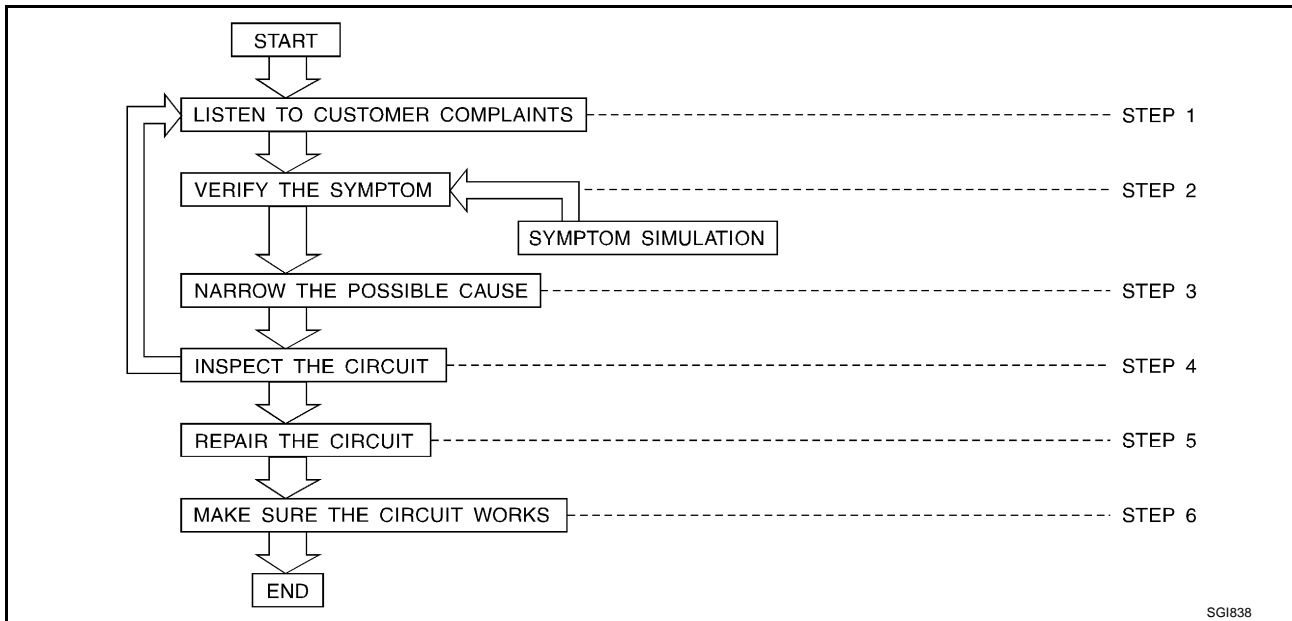 START
LISTEN TO CUSTOMER COMPLAINTS
STEP 1
VERIFY THE SYMPTOM
STEP 2
SYMPTOM SIMULATION
NARROW THE POSSIBLE CAUSE
STEP 3
INSPECT THE CIRCUIT
STEP 4
REPAIR THE CIRCUIT
STEP 5
MAKE SURE THE CIRCUIT WORKS
STEP 6
END
SGI838